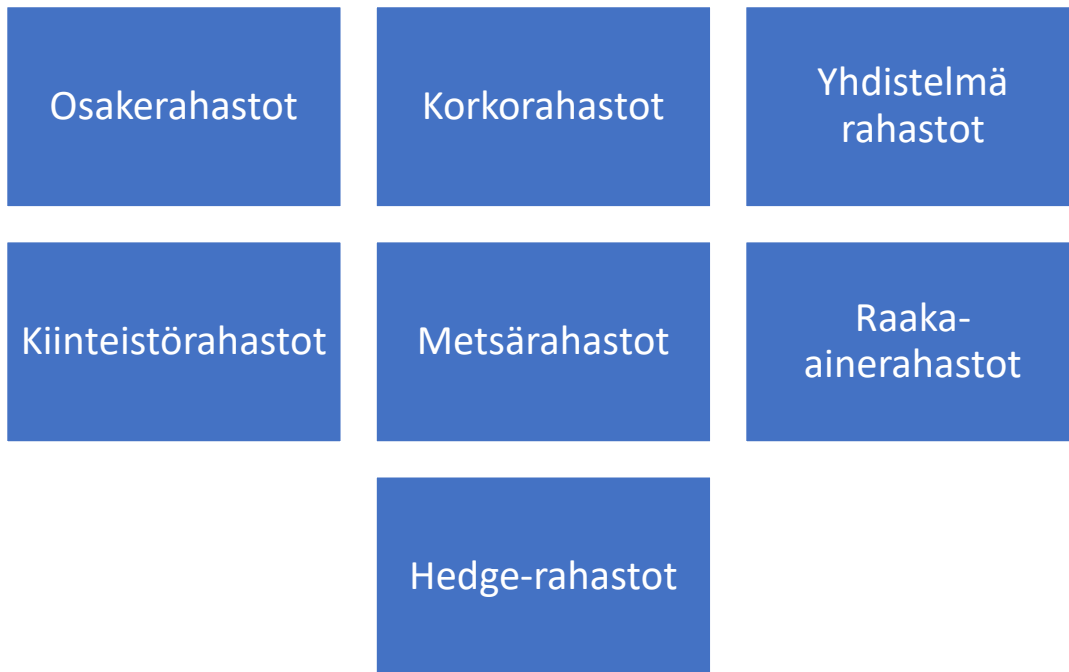 Osakerahastot
Korkorahastot
Yhdistelmä
rahastot
Kiinteistörahastot
Metsärahastot
Raaka-
ainerahastot
Hedge-rahastot